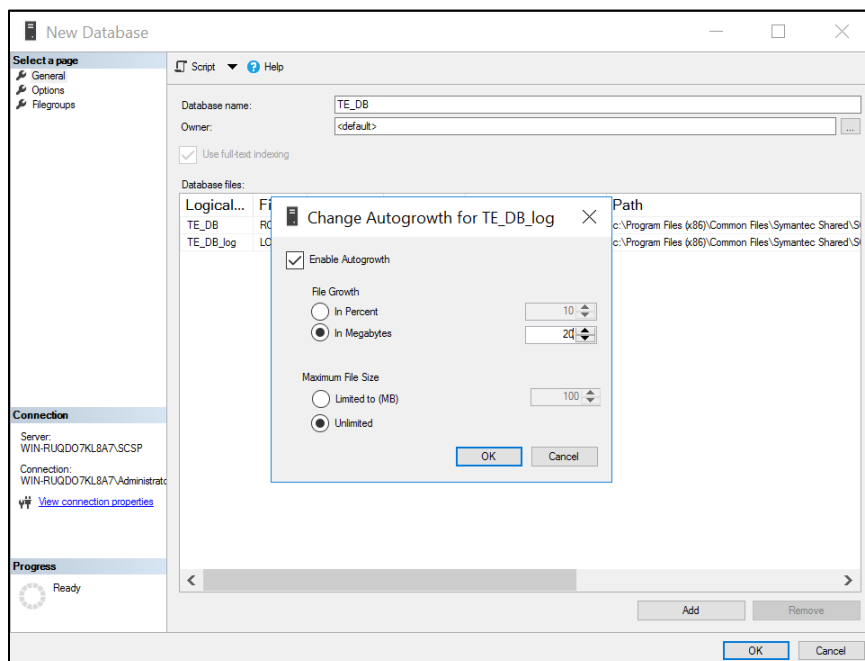 New Database
Select a page
General
Options
Filegroups
Script Help
Database name: TE_DB
Owner: <default> ...
Use full-text indexing
Database files:
Logical... Fi Path
TE_DB RO c:\Program Files (x86)\Common Files\Symantec Shared\S
TE_DB_log LO c:\Program Files (x86)\Common Files\Symantec Shared\S
Change Autogrowth for TE_DB_log
Enable Autogrowth
File Growth
In Percent 10
In Megabytes 20
Maximum File Size
Limited to (MB) 100
Unlimited
OK Cancel
Connection
Server:
WIN-RUQDO7KL8A7\SCSP
Connection:
WIN-RUQDO7KL8A7\Administrato
View connection properties
Progress
Ready
Add Remove
OK Cancel